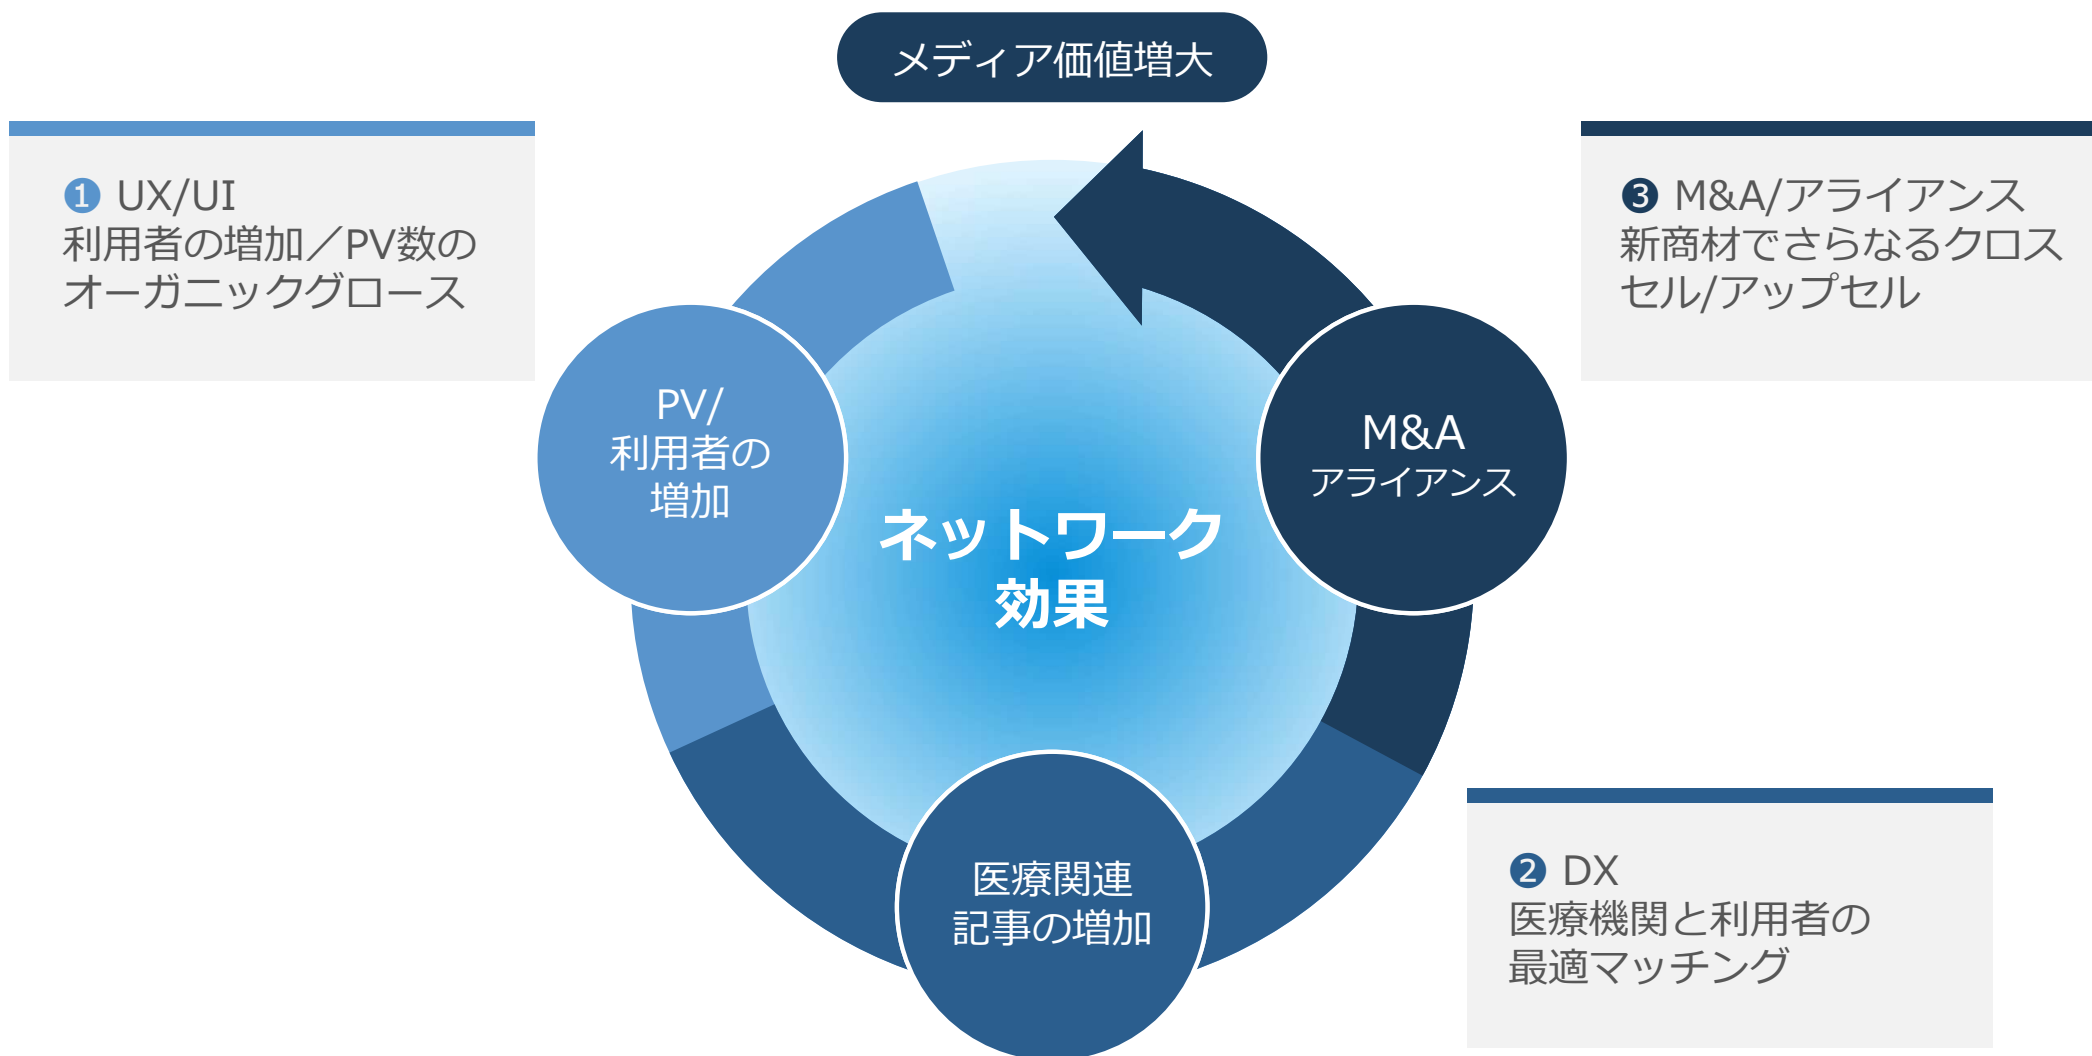 メディア価値増大
❶ UX/UI
利用者の増加／PV数の
オーガニックグロース
❸ M&A/アライアンス
新商材でさらなるクロス
セル/アップセル
PV/
利用者の
増加
M&A
アライアンス
ネットワーク
効果
医療関連
記事の増加
❷ DX
医療機関と利用者の
最適マッチング